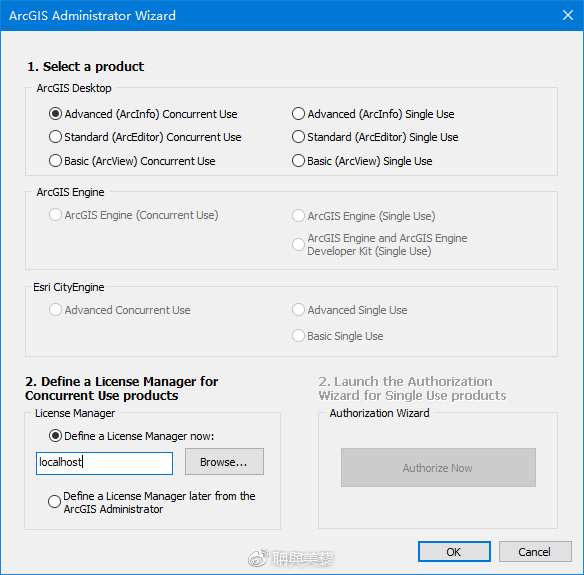 ArcGIS Administrator Wizard
1. Select a product
ArcGIS Desktop
Advanced (ArcInfo) Concurrent Use
Advanced (ArcInfo) Single Use
Standard (ArcEditor) Concurrent Use
Standard (ArcEditor) Single Use
Basic (ArcView) Concurrent Use
Basic (ArcView) Single Use
ArcGIS Engine
ArcGIS Engine (Concurrent Use)
ArcGIS Engine (Single Use)
ArcGIS Engine and ArcGIS Engine
Developer Kit (Single Use)
Esri CityEngine
Advanced Concurrent Use
Advanced Single Use
Basic Single Use
2. Define a License Manager for
Concurrent Use products
License Manager
Define a License Manager now:
localhost
Browse...
Define a License Manager later from the
ArcGIS Administrator
2. Launch the Authorization
Wizard for Single Use products
Authorization Wizard
Authorize Now
OK
Cancel